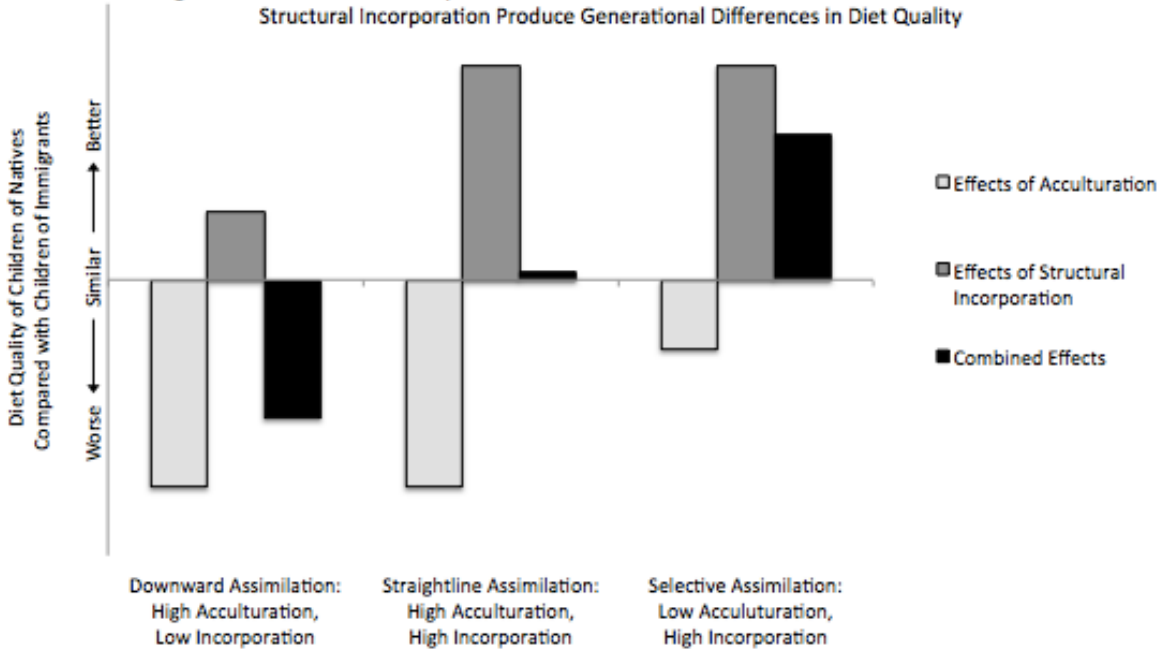 Structural Incorporation Produce Generational Differences in Diet Quality
Diet Quality of Children of Natives
Compared with Children of Immigrants
Better
Similar
Worse
Effects of Acculturation
Effects of Structural
Incorporation
Combined Effects
Downward Assimilation:
High Acculturation,
Low Incorporation
Straightline Assimilation:
High Acculturation,
High Incorporation
Selective Assimilation:
Low Acculuturation,
High Incorporation